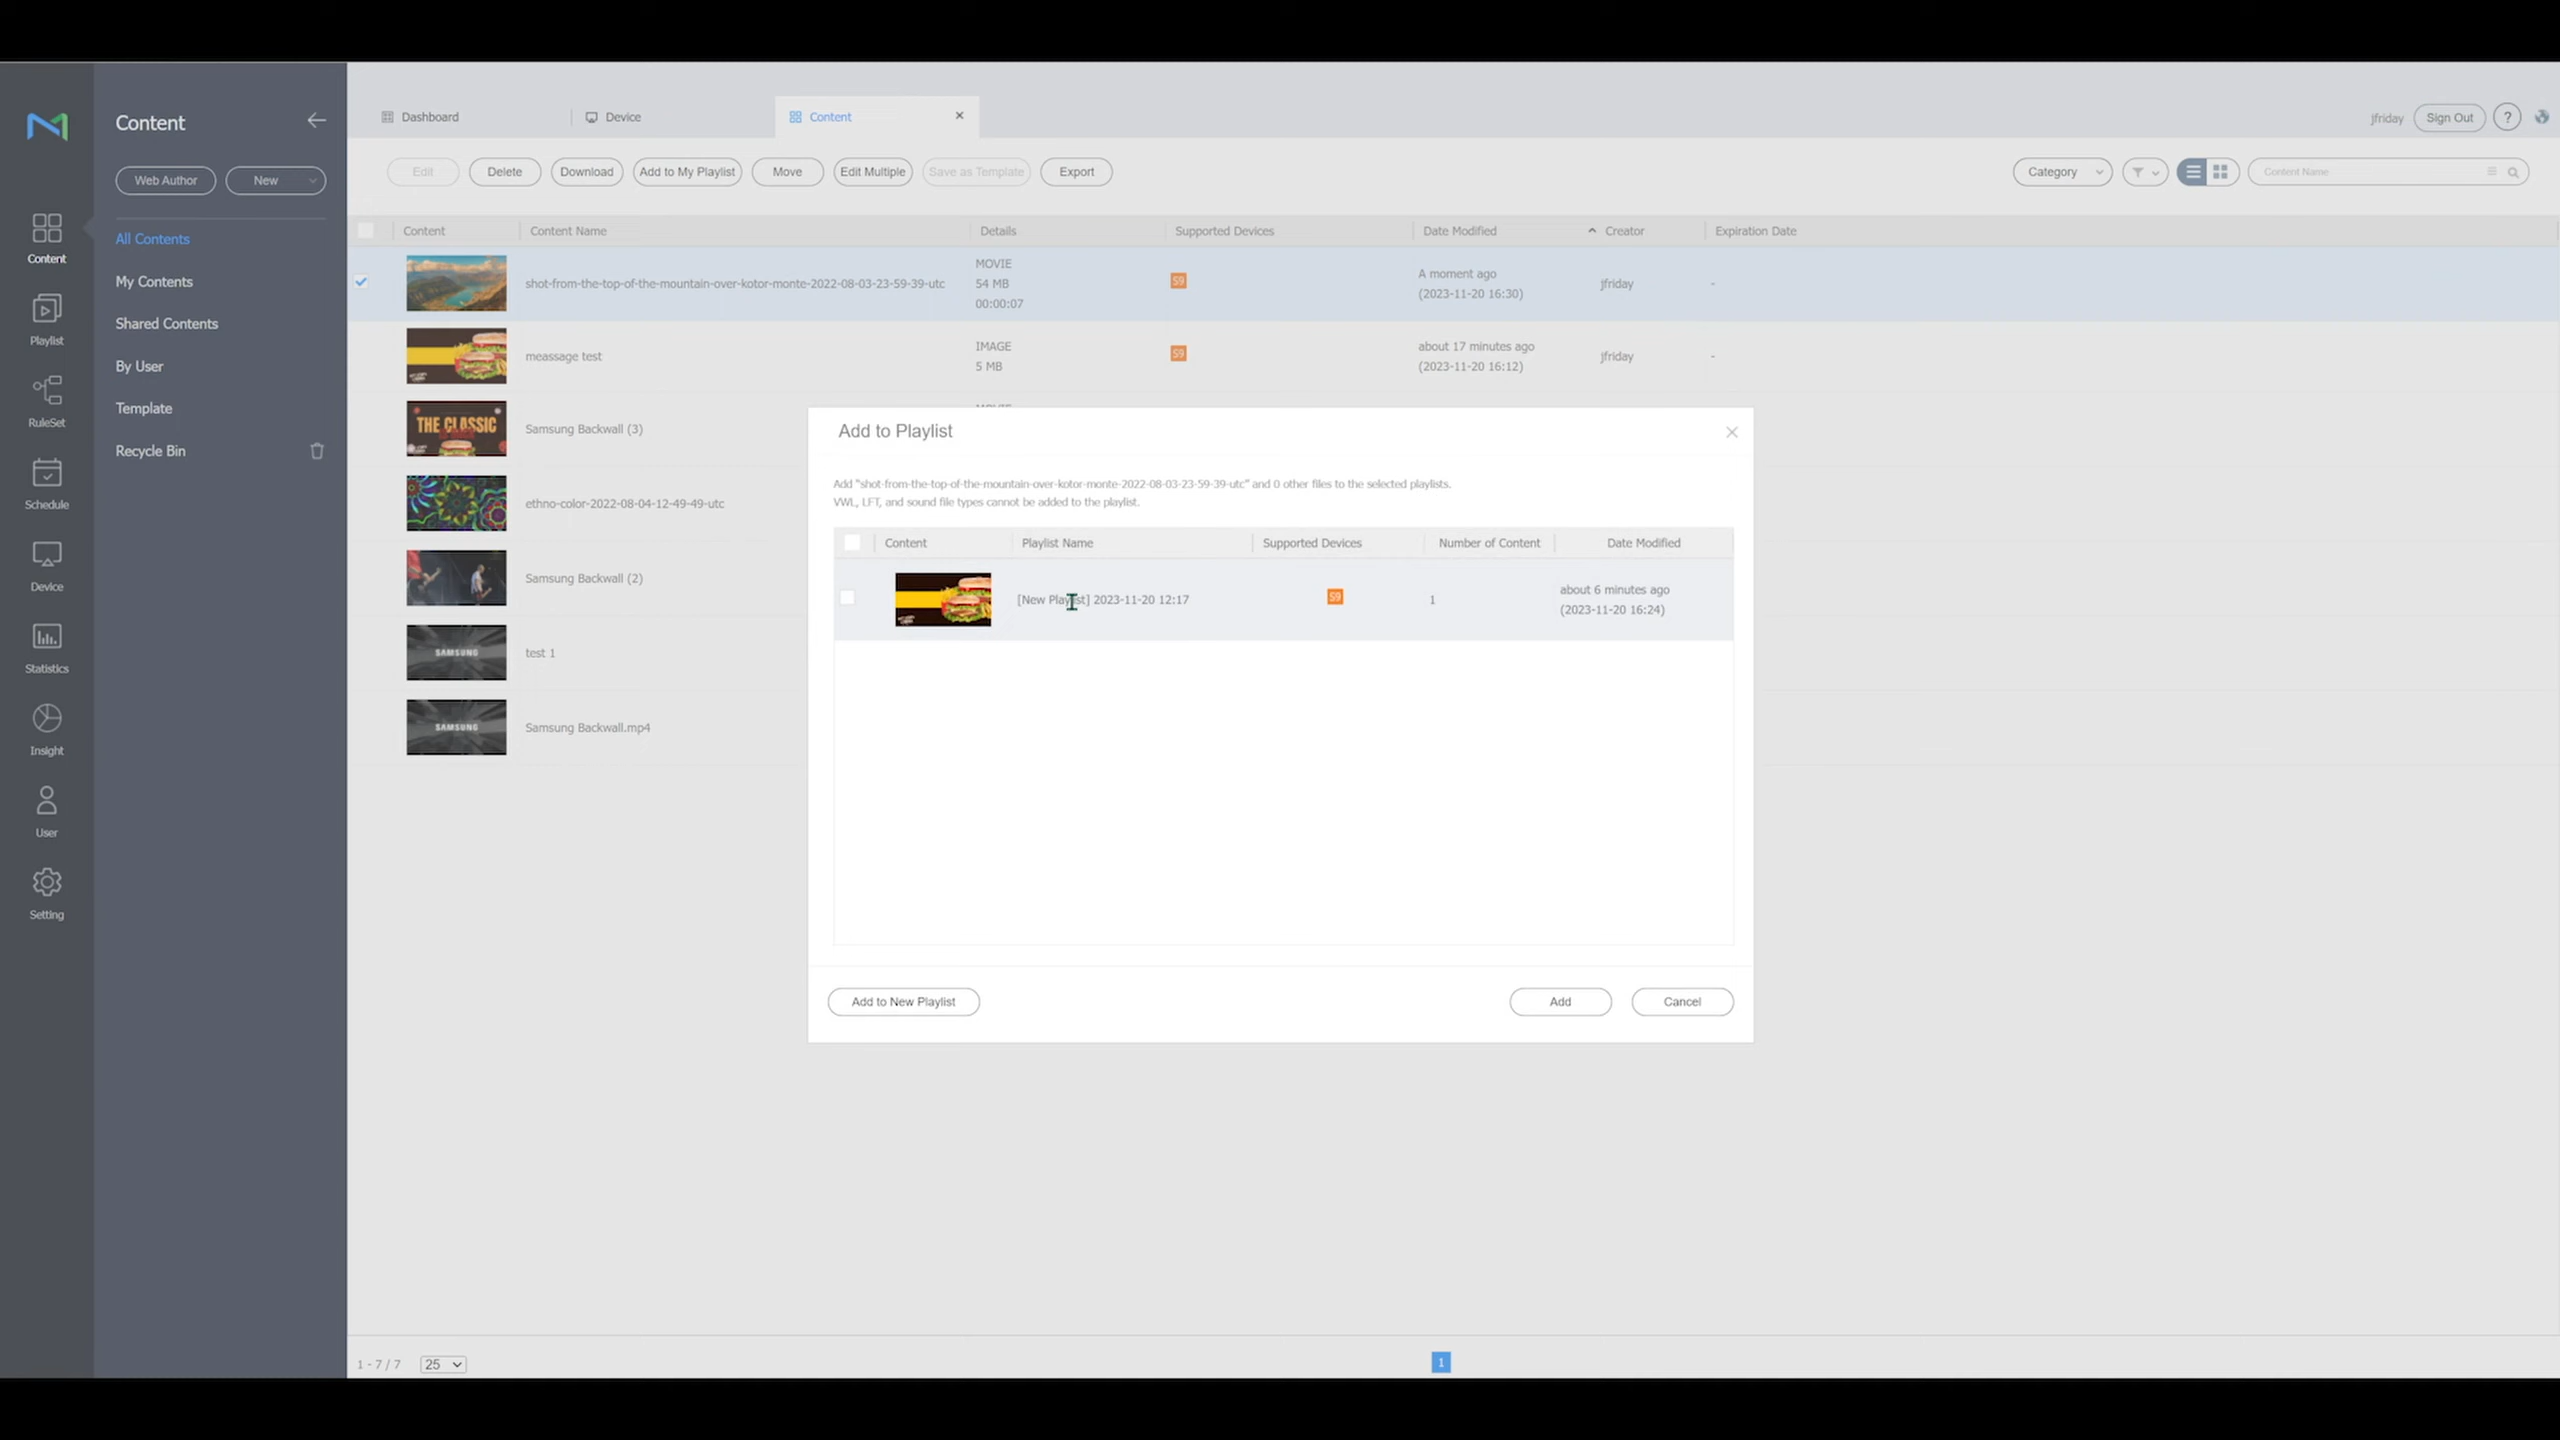 Content
Web Author
New
All Contents
My Contents
Shared Contents
By User
Template
Recycle Bin
Content
Playlist
RuleSet
Schedule
Device
Statistics
Insight
User
Setting
Dashboard
Device
Content
jfriday
Sign Out
?
Edit
Delete
Download
Add to My Playlist
Move
Edit Multiple
Save as Template
Export
Category
Content Name
Content
Content Name
Details
Supported Devices
Date Modified
Creator
Expiration Date
shot-from-the-top-of-the-mountain-over-kotor-monte-2022-08-03-23-59-39-utc
MOVIE
54 MB
00:00:07
S9
A moment ago
(2023-11-20 16:30)
jfriday
-
meassage test
IMAGE
5 MB
S9
about 17 minutes ago
(2023-11-20 16:12)
jfriday
-
THE CLASSIC
Samsung Backwall (3)
ethno-color-2022-08-04-12-49-49-utc
Samsung Backwall (2)
SAMSUNG
test 1
SAMSUNG
Samsung Backwall.mp4
Add to Playlist
Add "shot-from-the-top-of-the-mountain-over-kotor-monte-2022-08-03-23-59-39-utc" and 0 other files to the selected playlists.
VWL, LFT, and sound file types cannot be added to the playlist.
Content
Playlist Name
Supported Devices
Number of Content
Date Modified
[New Playlist] 2023-11-20 12:17
S9
1
about 6 minutes ago
(2023-11-20 16:24)
Add to New Playlist
Add
Cancel
1 - 7 / 7
25
1